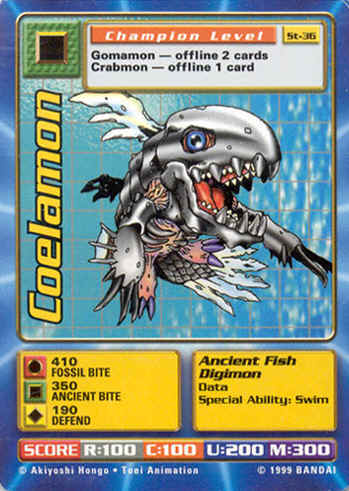 Champion Level
St-36
Gomamon — offline 2 cards
Crabmon — offline 1 card
Coelamon
410
FOSSIL BITE
350
ANCIENT BITE
190
DEFEND
Ancient Fish
Digimon
Data
Special Ability: Swim
SCORE R:100 C:100 U:200 M:300
© Akiyoshi Hongo • Toei Animation © 1999 BANDAI